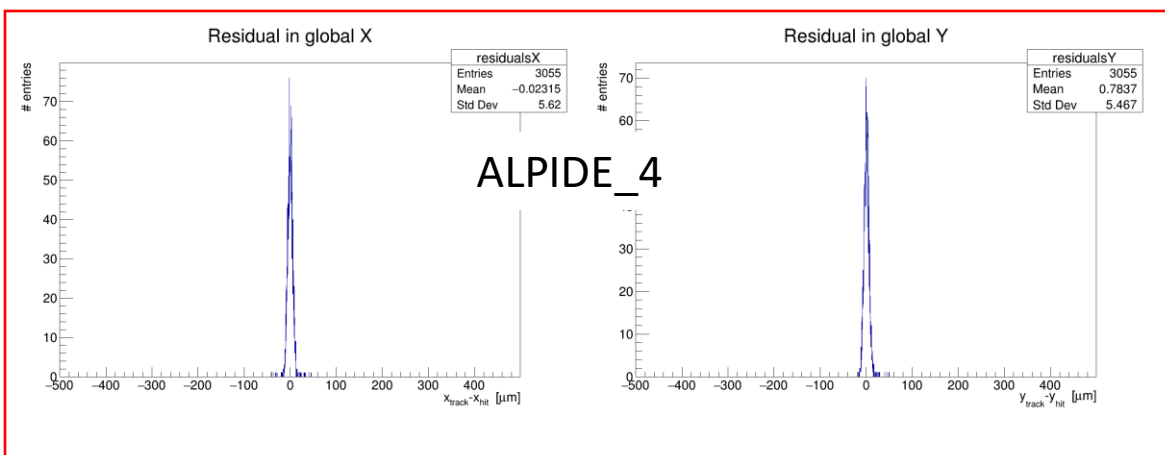 Residual in global X
residualsX
Entries 3055
Mean −0.02315
Std Dev 5.62
# entries
70
60
50
40
30
20
10
0
−500 −400 −300 −200 −100 0 100 200 300 400
x_track-x_hit [μm]
Residual in global Y
residualsY
Entries 3055
Mean 0.7837
Std Dev 5.467
# entries
70
60
30
20
10
0
−500 −400 −300 −200 −100 0 100 200 300 400
y_track-y_hit [μm]
ALPIDE_4